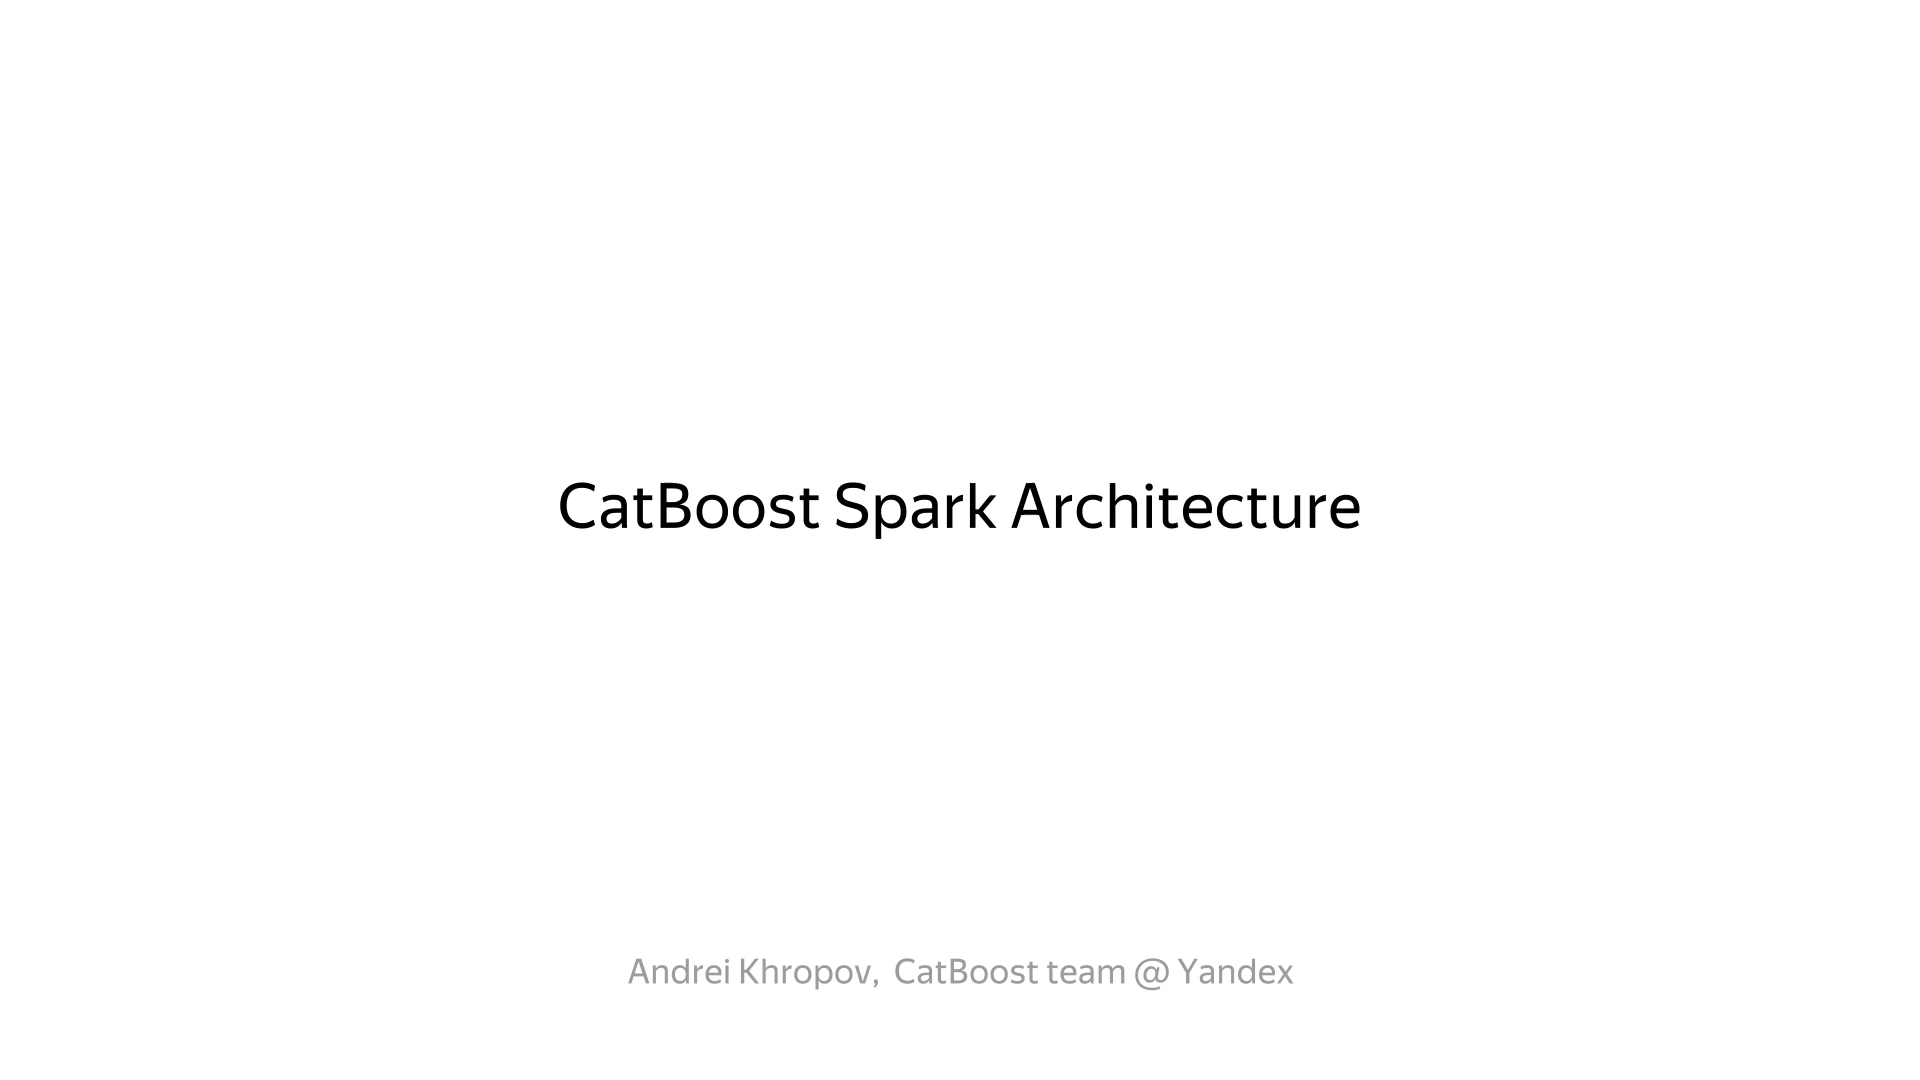 CatBoost Spark Architecture
Andrei Khropov, CatBoost team @ Yandex